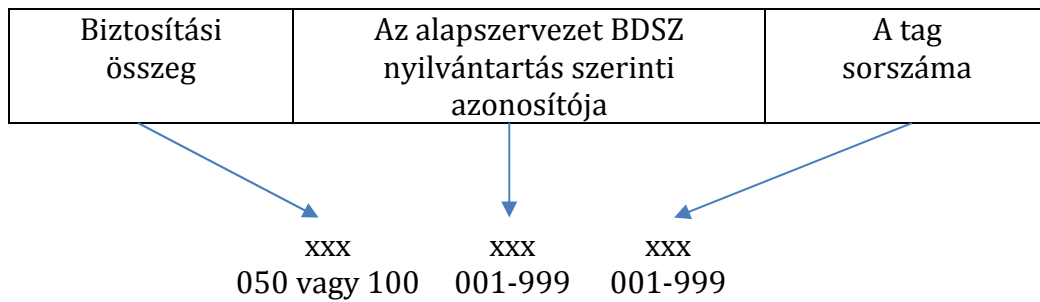 Biztosítási
összeg
Az alapszervezet BDSZ
nyilvántartás szerinti
azonosítója
A tag
sorszáma
xxx xxx xxx
050 vagy 100 001-999 001-999